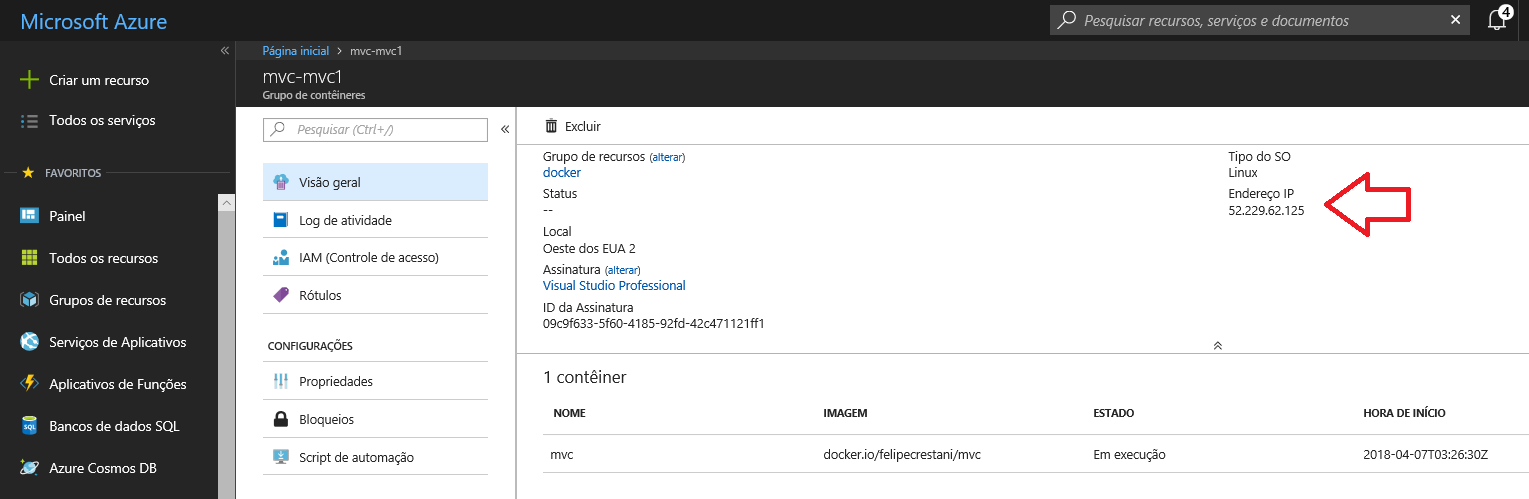 Microsoft Azure
Pesquisar recursos, serviços e documentos
4
Página inicial > mvc-mvc1
mvc-mvc1
Grupo de contêineres
Criar um recurso
Todos os serviços
FAVORITOS
Painel
Todos os recursos
Grupos de recursos
Serviços de Aplicativos
Aplicativos de Funções
Bancos de dados SQL
SQL
Azure Cosmos DB
Pesquisar (Ctrl+/)
Visão geral
Log de atividade
IAM (Controle de acesso)
Rótulos
CONFIGURAÇÕES
Propriedades
Bloqueios
Script de automação
Excluir
Grupo de recursos (alterar)
docker
Status
--
Local
Oeste dos EUA 2
Assinatura (alterar)
Visual Studio Professional
ID da Assinatura
09c9f633-5f60-4185-92fd-42c471121ff1
Tipo do SO
Linux
Endereço IP
52.229.62.125
1 contêiner
NOME IMAGEM ESTADO HORA DE INÍCIO
mvc docker.io/felipecrestani/mvc Em execução 2018-04-07T03:26:30Z